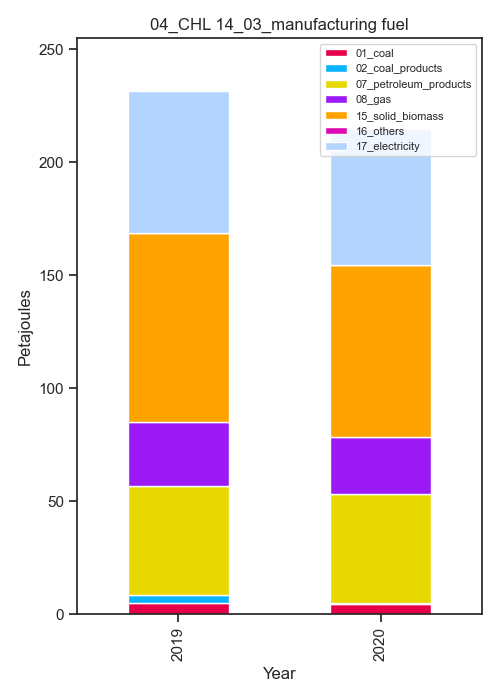 04_CHL 14_03_manufacturing fuel
250
200
150
100
50
0
Petajoules
01_coal
02_coal_products
07_petroleum_products
08_gas
15_solid_biomass
16_others
17_electricity
2019
2020
Year